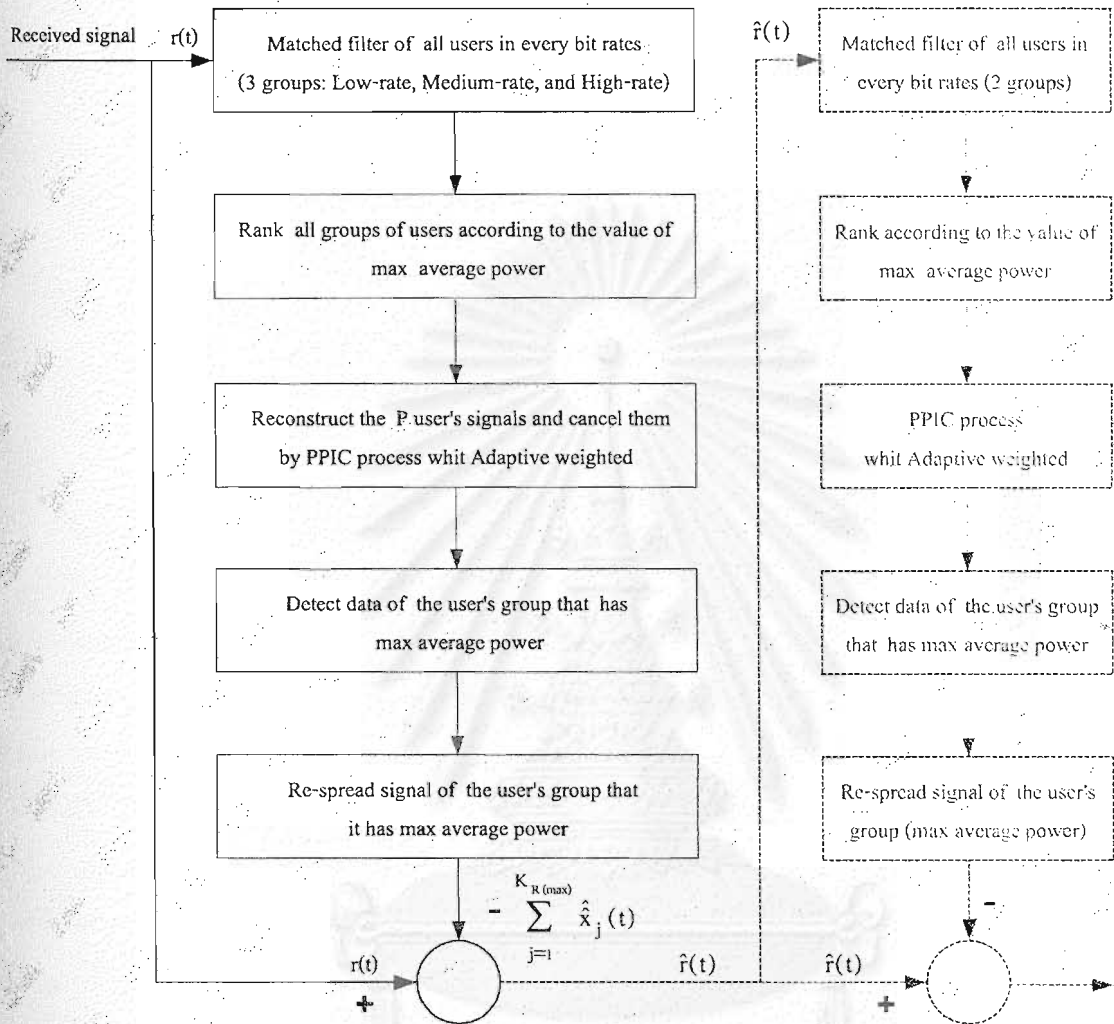 Received signal
r(t)
Matched filter of all users in every bit rates
(3 groups: Low-rate, Medium-rate, and High-rate)
Rank all groups of users according to the value of
max average power
Reconstruct the P user's signals and cancel them
by PPIC process whit Adaptive weighted
Detect data of the user's group that has
max average power
Re-spread signal of the user's group that
it has max average power
- \sum_{j=1}^{K_{R(max)}} \hat{\hat{x}}_j(t)
r(t)
+
r̂(t)
r̂(t)
Matched filter of all users in
every bit rates (2 groups)
Rank according to the value of
max average power
PPIC process
whit Adaptive weighted
Detect data of the user's group
that has max average power
Re-spread signal of the user's
group (max average power)
-
r̂(t)
+